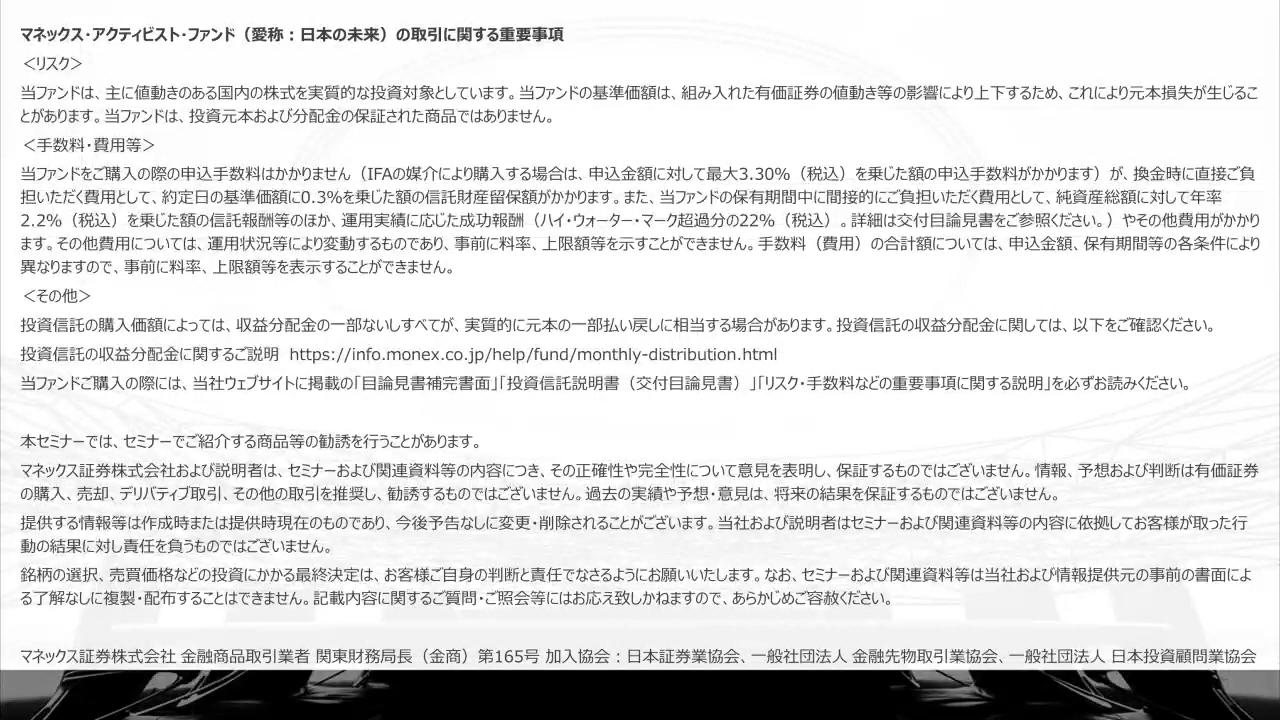 マネックス・アクティビスト・ファンド（愛称：日本の未来）の取引に関する重要事項
＜リスク＞
当ファンドは、主に値動きのある国内の株式を実質的な投資対象としています。当ファンドの基準価額は、組み入れた有価証券の値動き等の影響により上下するため、これにより元本損失が生じるこ
とがあります。当ファンドは、投資元本および分配金の保証された商品ではありません。
＜手数料・費用等＞
当ファンドをご購入の際の申込手数料はかかりません（IFAの媒介により購入する場合は、申込金額に対して最大3.30%（税込）を乗じた額の申込手数料がかかります）が、換金時に直接ご負
担いただく費用として、約定日の基準価額に0.3%を乗じた額の信託財産留保額がかかります。また、当ファンドの保有期間中に間接的にご負担いただく費用として、純資産総額に対して年率
2.2%（税込）を乗じた額の信託報酬等のほか、運用実績に応じた成功報酬（ハイ・ウォーター・マーク超過分の22%（税込）。詳細は交付目論見書をご参照ください。）やその他費用がかかり
ます。その他費用については、運用状況等により変動するものであり、事前に料率、上限額等を示すことができません。手数料（費用）の合計額については、申込金額、保有期間等の各条件により
異なりますので、事前に料率、上限額等を表示することができません。
＜その他＞
投資信託の購入価額によっては、収益分配金の一部ないしすべてが、実質的に元本の一部払い戻しに相当する場合があります。投資信託の収益分配金に関しては、以下をご確認ください。
投資信託の収益分配金に関するご説明 https://info.monex.co.jp/help/fund/monthly-distribution.html
当ファンドご購入の際には、当社ウェブサイトに掲載の「目論見書補完書面」「投資信託説明書（交付目論見書）」「リスク・手数料などの重要事項に関する説明」を必ずお読みください。
本セミナーでは、セミナーでご紹介する商品等の勧誘を行うことがあります。
マネックス証券株式会社および説明者は、セミナーおよび関連資料等の内容につき、その正確性や完全性について意見を表明し、保証するものではございません。情報、予想および判断は有価証券
の購入、売却、デリバティブ取引、その他の取引を推奨し、勧誘するものではございません。過去の実績や予想・意見は、将来の結果を保証するものではございません。
提供する情報等は作成時または提供時現在のものであり、今後予告なしに変更・削除されることがございます。当社および説明者はセミナーおよび関連資料等の内容に依拠してお客様が取った行
動の結果に対し責任を負うものではございません。
銘柄の選択、売買価格などの投資にかかる最終決定は、お客様ご自身の判断と責任でなさるようにお願いいたします。なお、セミナーおよび関連資料等は当社および情報提供元の事前の書面によ
る了解なしに複製・配布することはできません。記載内容に関するご質問・ご照会等にはお応え致しかねますので、あらかじめご容赦ください。
マネックス証券株式会社 金融商品取引業者 関東財務局長（金商）第165号 加入協会：日本証券業協会、一般社団法人 金融先物取引業協会、一般社団法人 日本投資顧問業協会